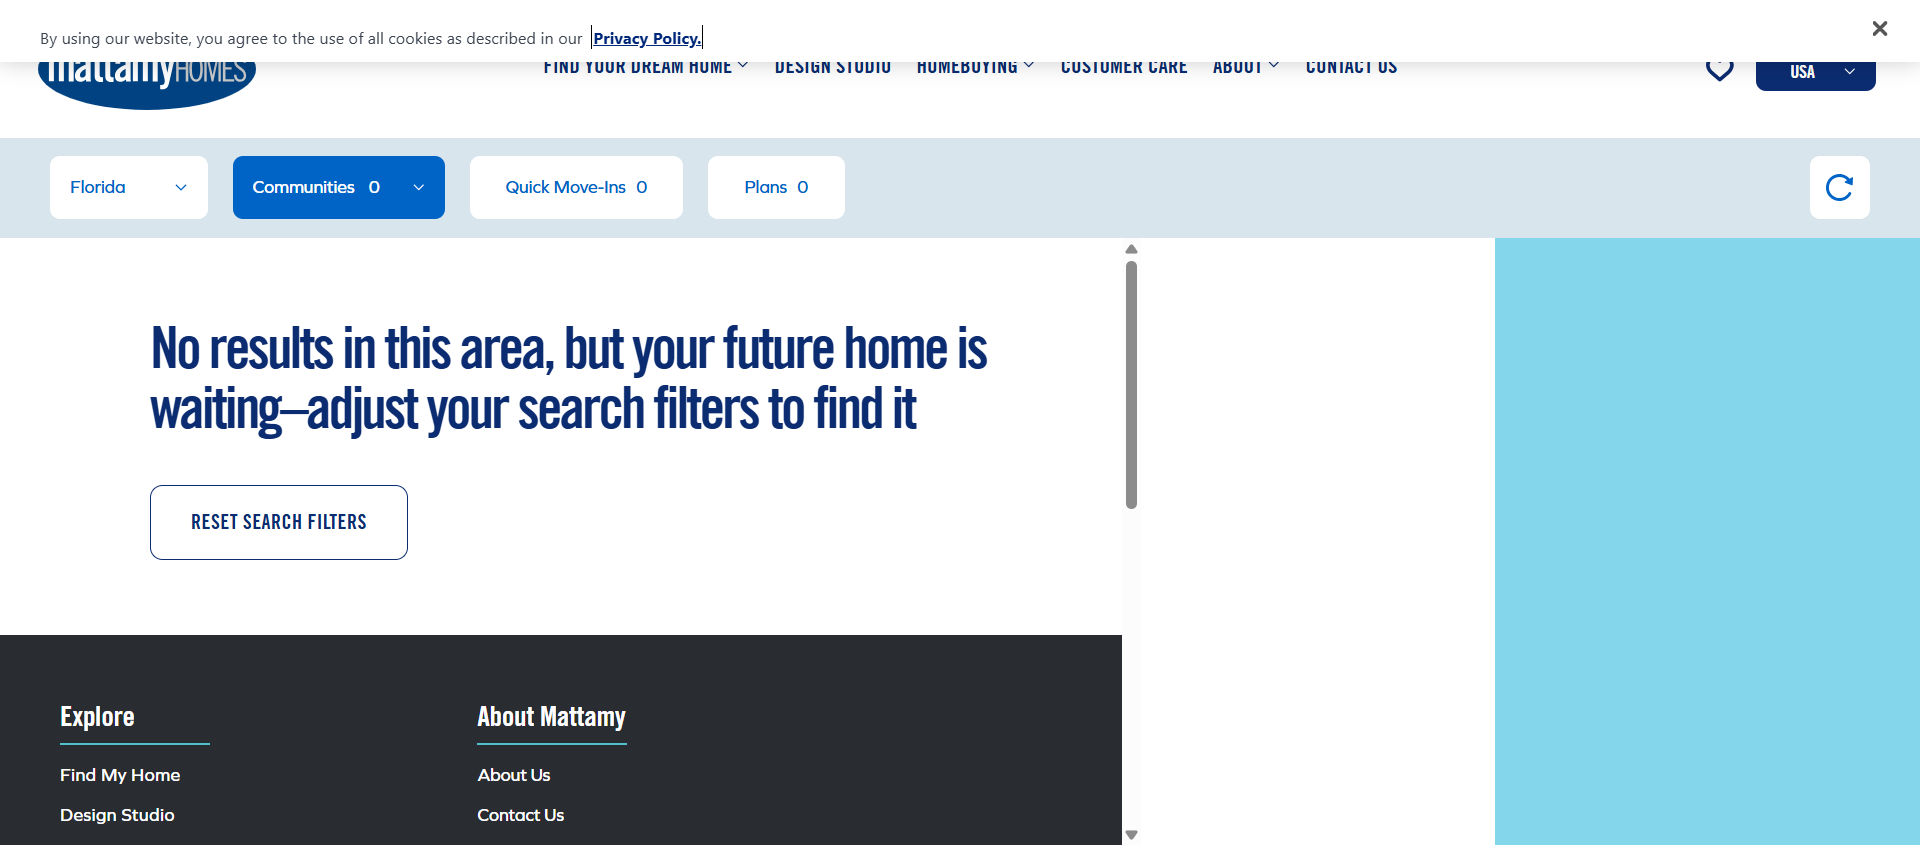 By using our website, you agree to the use of all cookies as described in our Privacy Policy.
mattamyHOMES
FIND YOUR DREAM HOME
DESIGN STUDIO
HOMEBUYING
CUSTOMER CARE
ABOUT
CONTACT US
USA
Florida
Communities 0
Quick Move-Ins 0
Plans 0
No results in this area, but your future home is
waiting—adjust your search filters to find it
RESET SEARCH FILTERS
Explore
Find My Home
Design Studio
About Mattamy
About Us
Contact Us